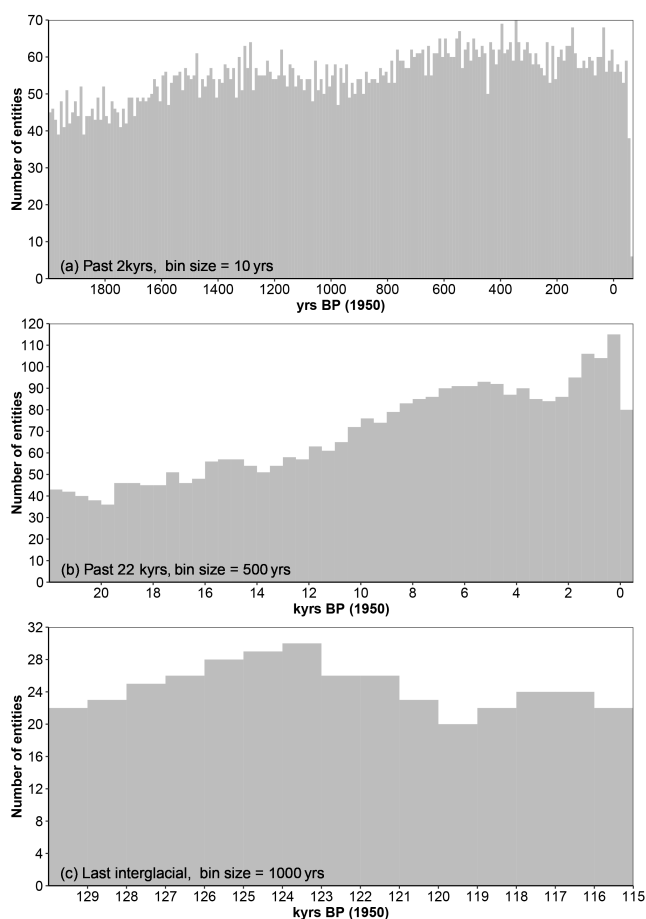 70
60
50
40
30
20
10
0
Number of entities
(a) Past 2kyrs, bin size = 10 yrs
1800 1600 1400 1200 1000 800 600 400 200 0
yrs BP (1950)
120
110
100
90
80
70
60
50
40
30
20
10
0
Number of entities
(b) Past 22 kyrs, bin size = 500 yrs
20 18 16 14 12 10 8 6 4 2 0
kyrs BP (1950)
32
28
24
20
16
12
8
4
0
Number of entities
(c) Last interglacial, bin size = 1000 yrs
129 128 127 126 125 124 123 122 121 120 119 118 117 116 115
kyrs BP (1950)